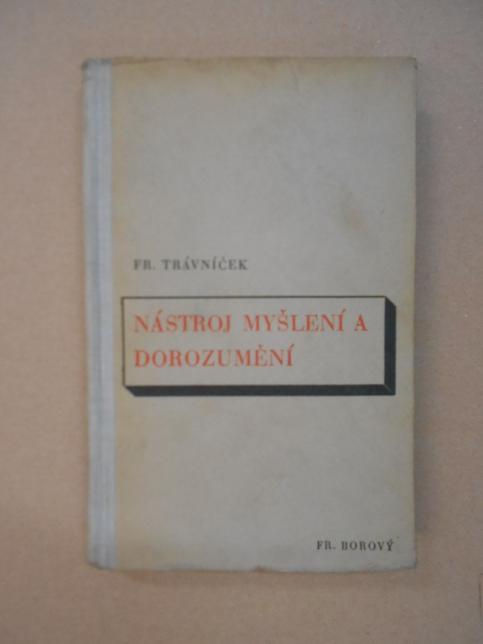 FR. TRÁVNÍČEK
NÁSTROJ MYŠLENÍ A
DOROZUMĚNÍ
FR. BOROVÝ